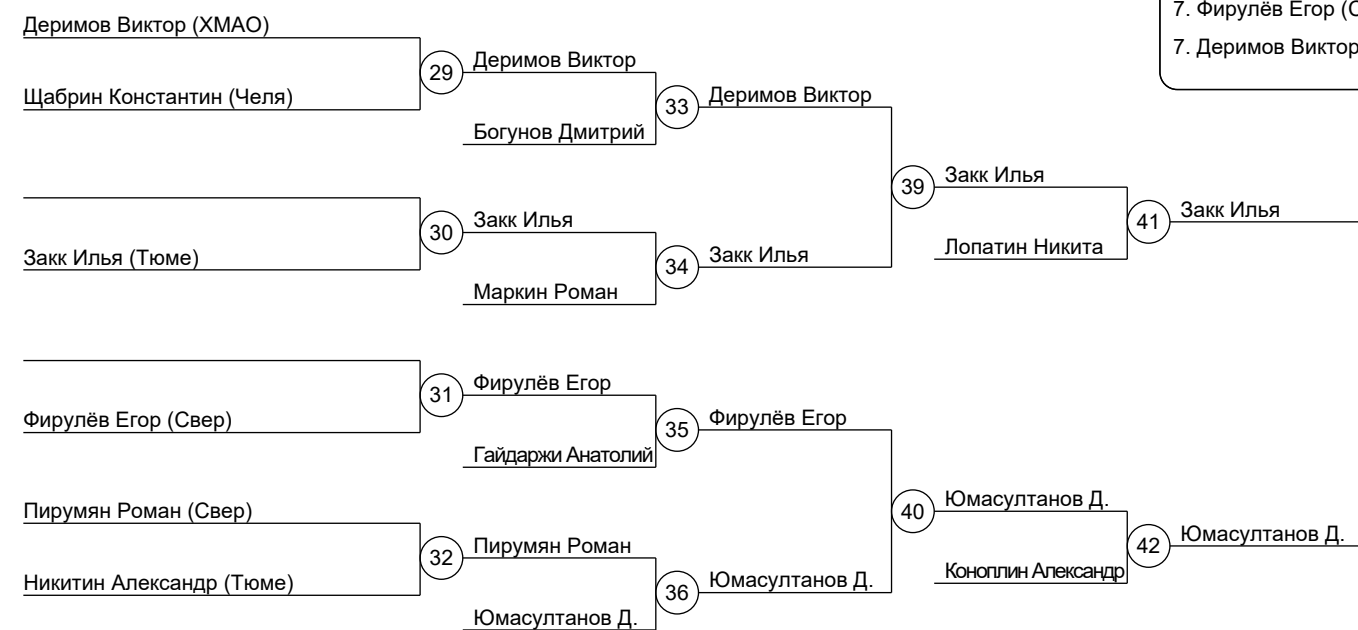 7. Фирулёв Егор (С
7. Деримов Виктор
Деримов Виктор (ХМАО)
Щабрин Константин (Челя)
29
Деримов Виктор
Богунов Дмитрий
33
Деримов Виктор
30
Закк Илья (Тюме)
Закк Илья
Маркин Роман
34
Закк Илья
39
Закк Илья
Лопатин Никита
41
Закк Илья
31
Фирулёв Егор (Свер)
Фирулёв Егор
Гайдаржи Анатолий
35
Фирулёв Егор
Пирумян Роман (Свер)
Никитин Александр (Тюме)
32
Пирумян Роман
Юмасултанов Д.
36
Юмасултанов Д.
40
Юмасултанов Д.
Коноплин Александр
42
Юмасултанов Д.